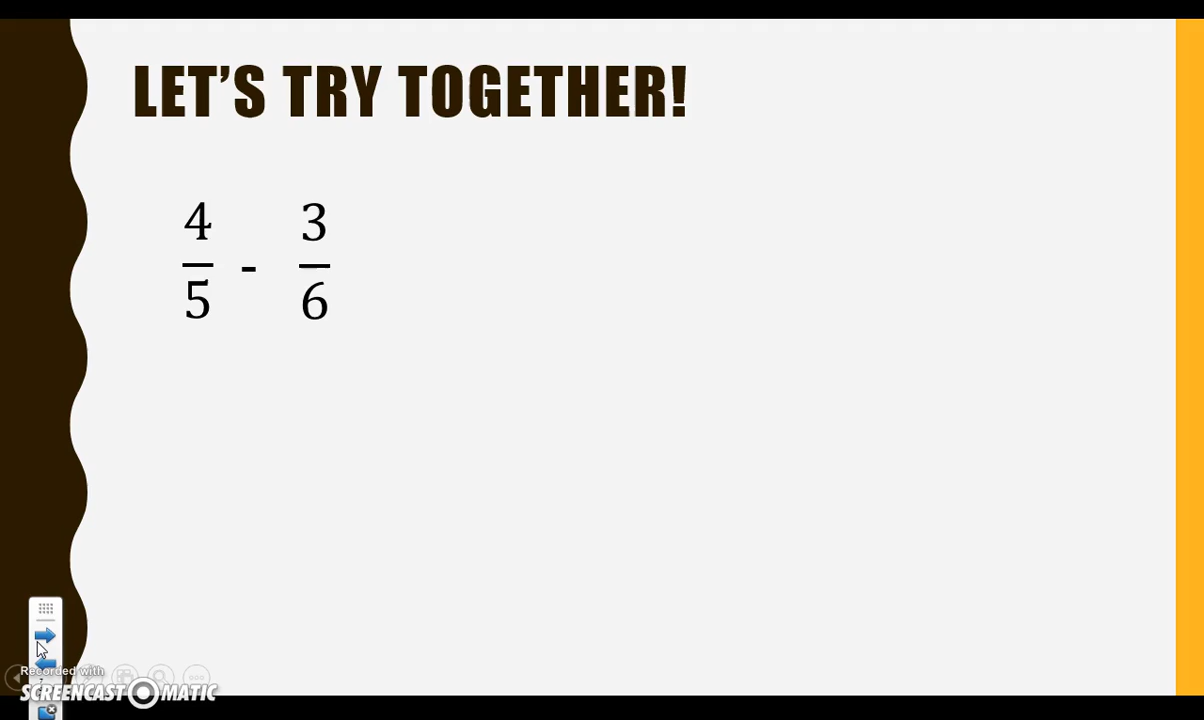 LET'S TRY TOGETHER!
4/5 - 3/6
Recorded with
SCREENCAST MATIC